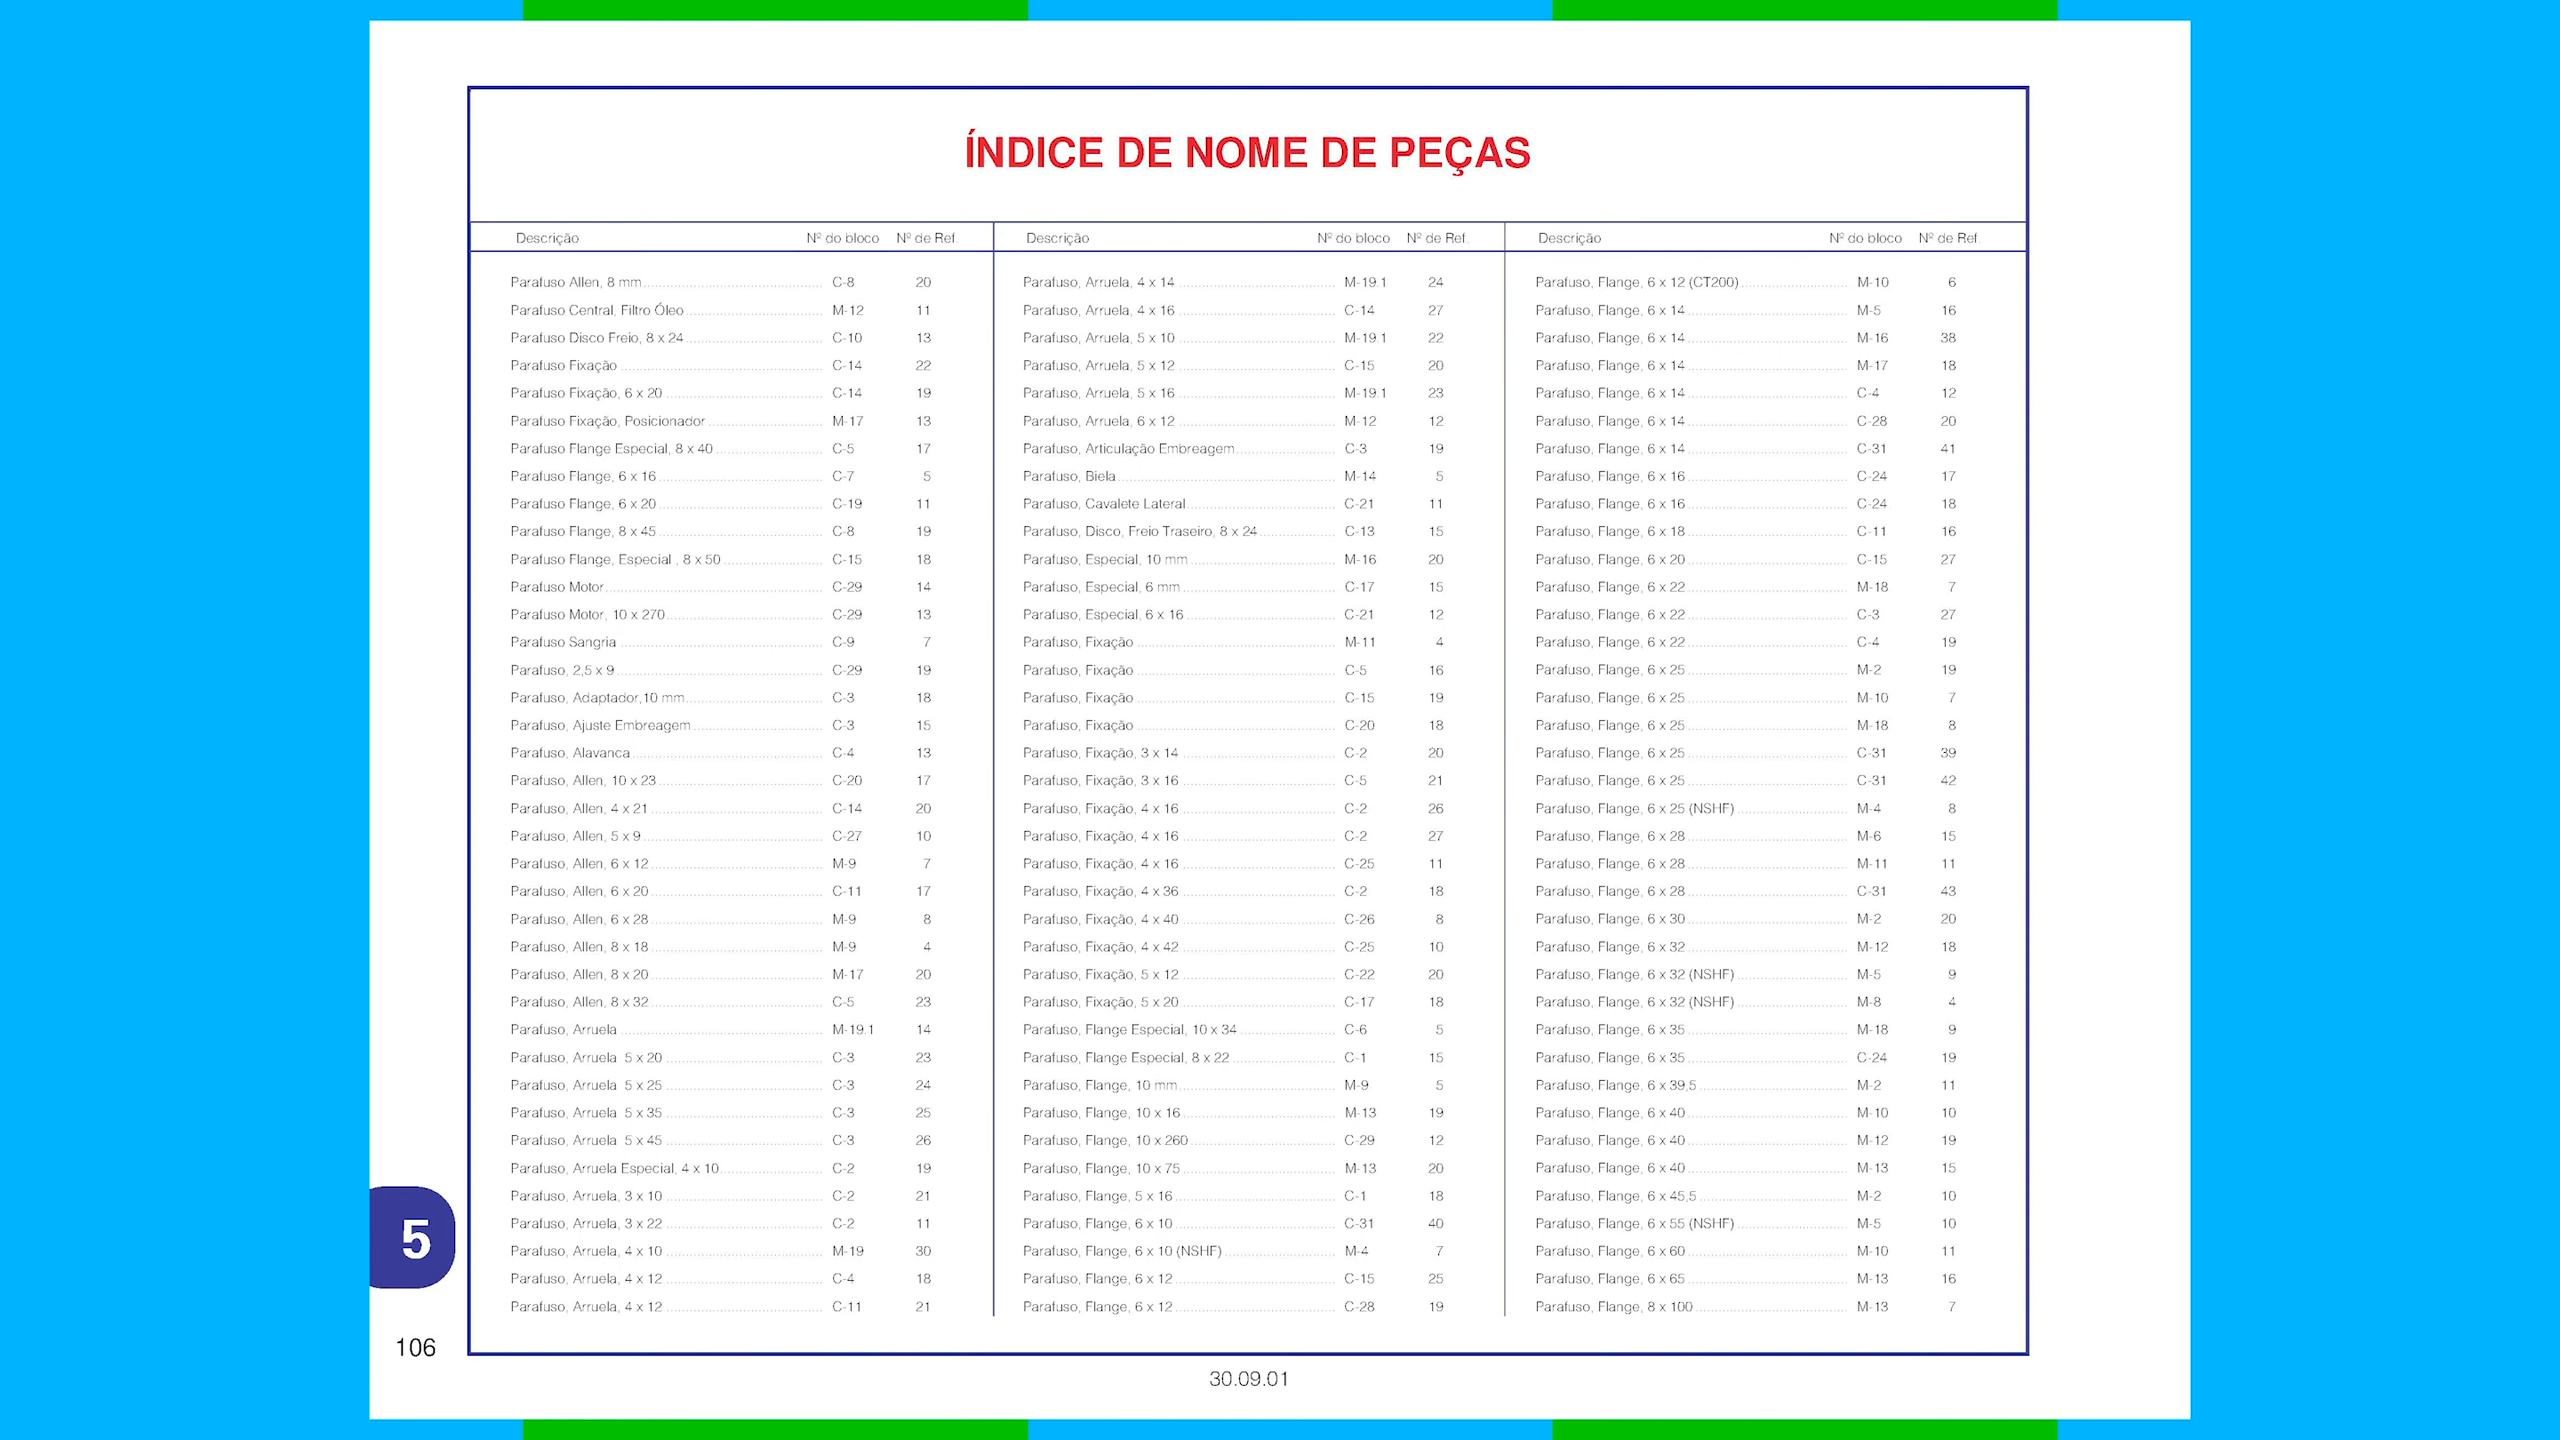 ÍNDICE DE NOME DE PEÇAS
Descrição Nº do bloco Nº de Ref.
Parafuso Allen, 8 mm C-8 20
Parafuso Central, Filtro Óleo M-12 11
Parafuso Disco Freio, 8 x 24 C-10 13
Parafuso Fixação C-14 22
Parafuso Fixação, 6 x 20 C-14 19
Parafuso Fixação, Posicionador M-17 13
Parafuso Flange Especial, 8 x 40 C-5 17
Parafuso Flange, 6 x 16 C-7 5
Parafuso Flange, 6 x 20 C-19 11
Parafuso Flange, 8 x 45 C-8 19
Parafuso Flange, Especial , 8 x 50 C-15 18
Parafuso Motor C-29 14
Parafuso Motor, 10 x 270 C-29 13
Parafuso Sangria C-9 7
Parafuso, 2,5 x 9 C-29 19
Parafuso, Adaptador,10 mm C-3 18
Parafuso, Ajuste Embreagem C-3 15
Parafuso, Alavanca C-4 13
Parafuso, Allen, 10 x 23 C-20 17
Parafuso, Allen, 4 x 21 C-14 20
Parafuso, Allen, 5 x 9 C-27 10
Parafuso, Allen, 6 x 12 M-9 7
Parafuso, Allen, 6 x 20 C-11 17
Parafuso, Allen, 6 x 28 M-9 8
Parafuso, Allen, 8 x 18 M-9 4
Parafuso, Allen, 8 x 20 M-17 20
Parafuso, Allen, 8 x 32 C-5 23
Parafuso, Arruela M-19.1 14
Parafuso, Arruela 5 x 20 C-3 23
Parafuso, Arruela 5 x 25 C-3 24
Parafuso, Arruela 5 x 35 C-3 25
Parafuso, Arruela 5 x 45 C-3 26
Parafuso, Arruela Especial, 4 x 10 C-2 19
Parafuso, Arruela, 3 x 10 C-2 21
Parafuso, Arruela, 3 x 22 C-2 11
Parafuso, Arruela, 4 x 10 M-19 30
Parafuso, Arruela, 4 x 12 C-4 18
Parafuso, Arruela, 4 x 12 C-11 21
Descrição Nº do bloco Nº de Ref.
Parafuso, Arruela, 4 x 14 M-19.1 24
Parafuso, Arruela, 4 x 16 C-14 27
Parafuso, Arruela, 5 x 10 M-19.1 22
Parafuso, Arruela, 5 x 12 C-15 20
Parafuso, Arruela, 5 x 16 M-19.1 23
Parafuso, Arruela, 6 x 12 M-12 12
Parafuso, Articulação Embreagem C-3 19
Parafuso, Biela M-14 5
Parafuso, Cavalete Lateral C-21 11
Parafuso, Disco, Freio Traseiro, 8 x 24 C-13 15
Parafuso, Especial, 10 mm M-16 20
Parafuso, Especial, 6 mm C-17 15
Parafuso, Especial, 6 x 16 C-21 12
Parafuso, Fixação M-11 4
Parafuso, Fixação C-5 16
Parafuso, Fixação C-15 19
Parafuso, Fixação C-20 18
Parafuso, Fixação, 3 x 14 C-2 20
Parafuso, Fixação, 3 x 16 C-5 21
Parafuso, Fixação, 4 x 16 C-2 26
Parafuso, Fixação, 4 x 16 C-2 27
Parafuso, Fixação, 4 x 16 C-25 11
Parafuso, Fixação, 4 x 36 C-2 18
Parafuso, Fixação, 4 x 40 C-26 8
Parafuso, Fixação, 4 x 42 C-25 10
Parafuso, Fixação, 5 x 12 C-22 20
Parafuso, Fixação, 5 x 20 C-17 18
Parafuso, Flange Especial, 10 x 34 C-6 5
Parafuso, Flange Especial, 8 x 22 C-1 15
Parafuso, Flange, 10 mm M-9 5
Parafuso, Flange, 10 x 16 M-13 19
Parafuso, Flange, 10 x 260 C-29 12
Parafuso, Flange, 10 x 75 M-13 20
Parafuso, Flange, 5 x 16 C-1 18
Parafuso, Flange, 6 x 10 C-31 40
Parafuso, Flange, 6 x 10 (NSHF) M-4 7
Parafuso, Flange, 6 x 12 C-15 25
Parafuso, Flange, 6 x 12 C-28 19
Descrição Nº do bloco Nº de Ref.
Parafuso, Flange, 6 x 12 (CT200) M-10 6
Parafuso, Flange, 6 x 14 M-5 16
Parafuso, Flange, 6 x 14 M-16 38
Parafuso, Flange, 6 x 14 M-17 18
Parafuso, Flange, 6 x 14 C-4 12
Parafuso, Flange, 6 x 14 C-28 20
Parafuso, Flange, 6 x 14 C-31 41
Parafuso, Flange, 6 x 16 C-24 17
Parafuso, Flange, 6 x 16 C-24 18
Parafuso, Flange, 6 x 18 C-11 16
Parafuso, Flange, 6 x 20 C-15 27
Parafuso, Flange, 6 x 22 M-18 7
Parafuso, Flange, 6 x 22 C-3 27
Parafuso, Flange, 6 x 22 C-4 19
Parafuso, Flange, 6 x 25 M-2 19
Parafuso, Flange, 6 x 25 M-10 7
Parafuso, Flange, 6 x 25 M-18 8
Parafuso, Flange, 6 x 25 C-31 39
Parafuso, Flange, 6 x 25 C-31 42
Parafuso, Flange, 6 x 25 (NSHF) M-4 8
Parafuso, Flange, 6 x 28 M-6 15
Parafuso, Flange, 6 x 28 M-11 11
Parafuso, Flange, 6 x 28 C-31 43
Parafuso, Flange, 6 x 30 M-2 20
Parafuso, Flange, 6 x 32 M-12 18
Parafuso, Flange, 6 x 32 (NSHF) M-5 9
Parafuso, Flange, 6 x 32 (NSHF) M-8 4
Parafuso, Flange, 6 x 35 M-18 9
Parafuso, Flange, 6 x 35 C-24 19
Parafuso, Flange, 6 x 39,5 M-2 11
Parafuso, Flange, 6 x 40 M-10 10
Parafuso, Flange, 6 x 40 M-12 19
Parafuso, Flange, 6 x 40 M-13 15
Parafuso, Flange, 6 x 45,5 M-2 10
Parafuso, Flange, 6 x 55 (NSHF) M-5 10
Parafuso, Flange, 6 x 60 M-10 11
Parafuso, Flange, 6 x 65 M-13 16
Parafuso, Flange, 8 x 100 M-13 7
5
106
30.09.01